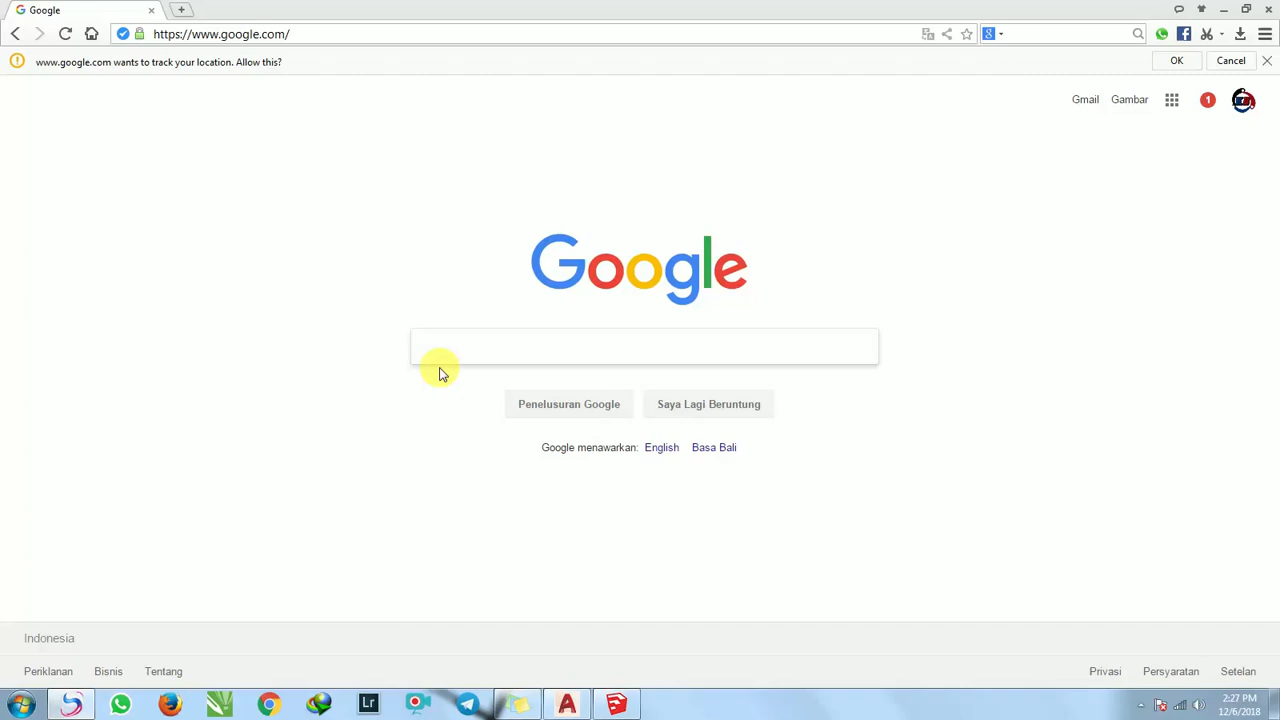 Google
https://www.google.com/
www.google.com wants to track your location. Allow this?
OK
Cancel
Gmail
Gambar
1
Google
Penelusuran Google
Saya Lagi Beruntung
Google menawarkan: English Basa Bali
Indonesia
Periklanan Bisnis Tentang
Privasi Persyaratan Setelan
Lr
2:27 PM
12/6/2018